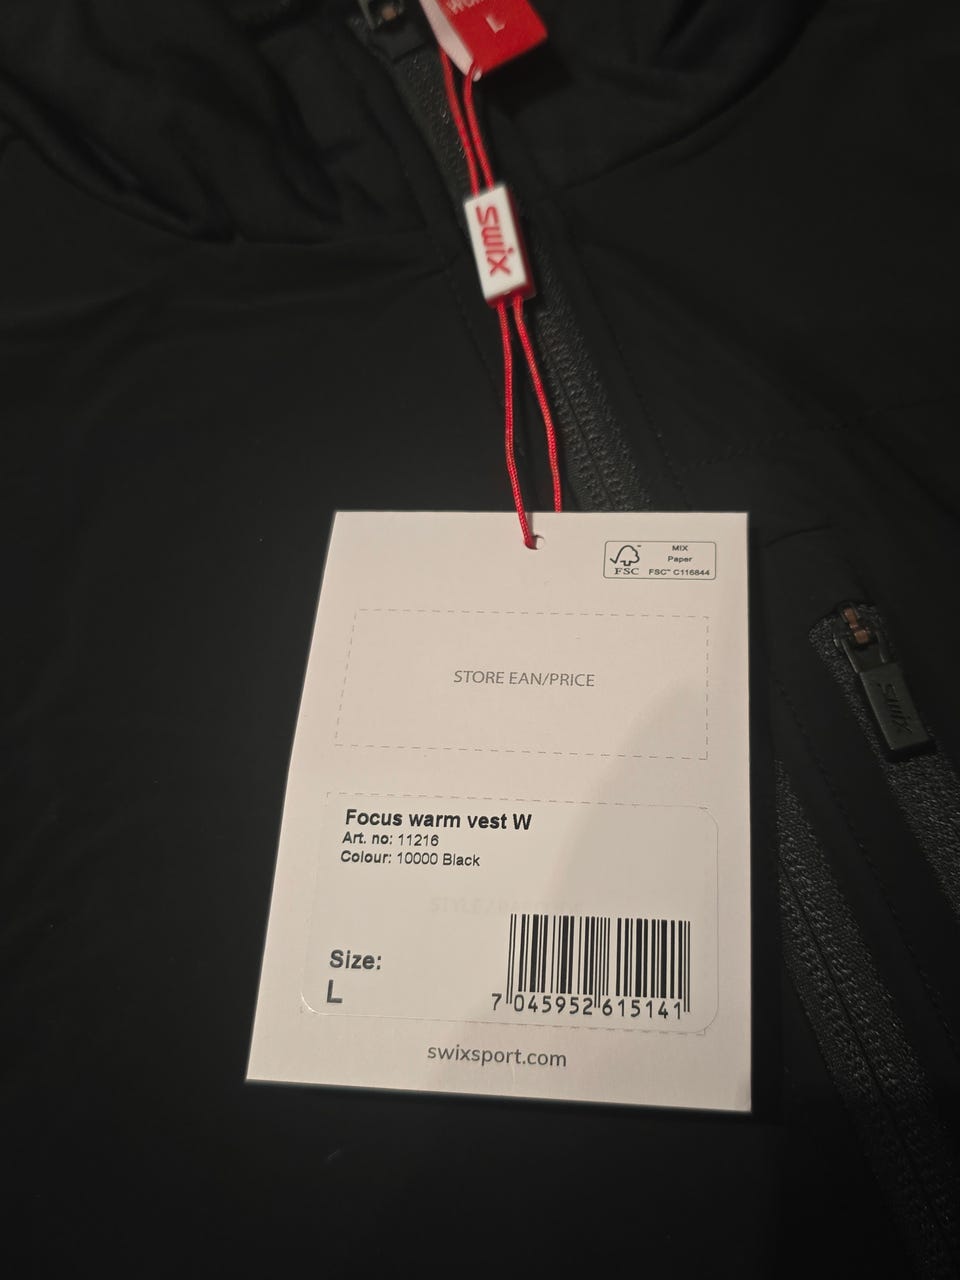 L
swix
MIX
Paper
FSC™ C116844
FSC
STORE EAN/PRICE
swix
Focus warm vest W
Art. no: 11216
Colour: 10000 Black
Size:
L
7 045952 615141
swixsport.com